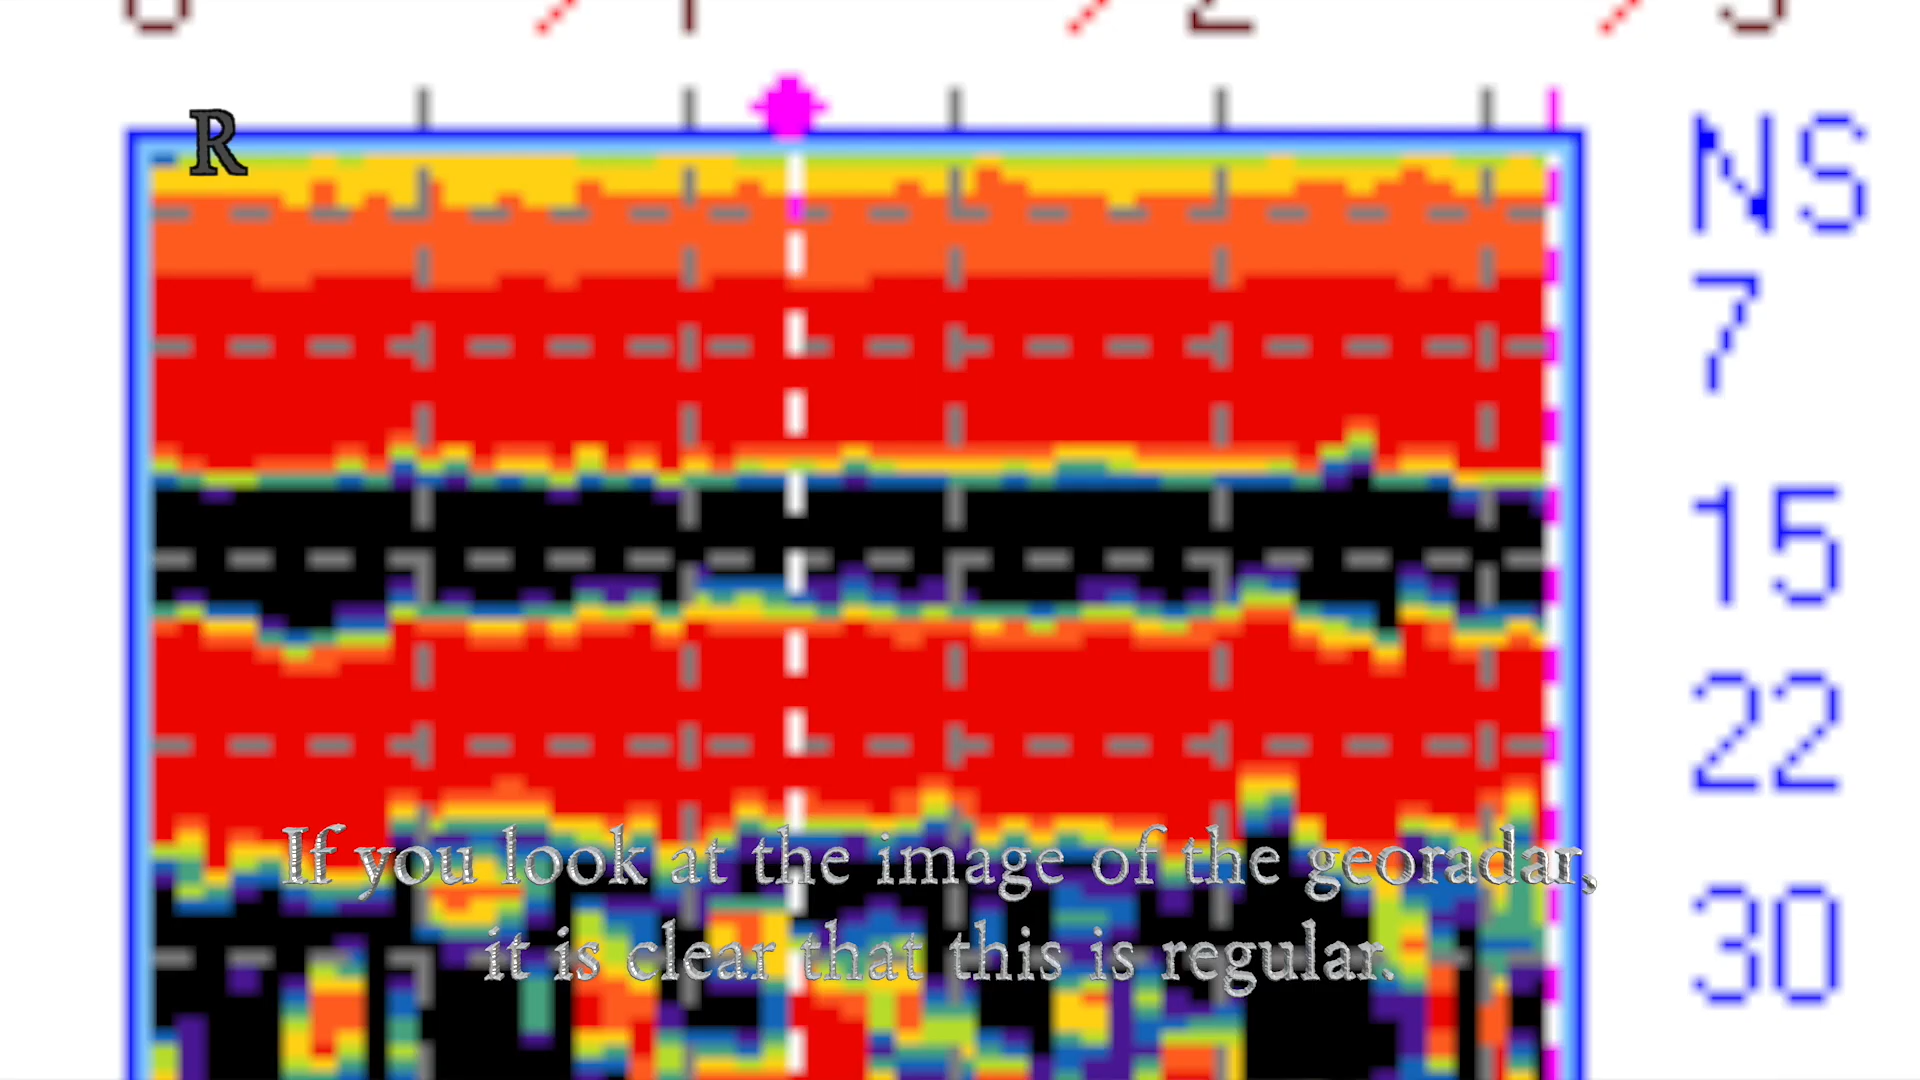 R
NS
7
15
22
30
If you look at the image of the georadar,
it is clear that this is regular.